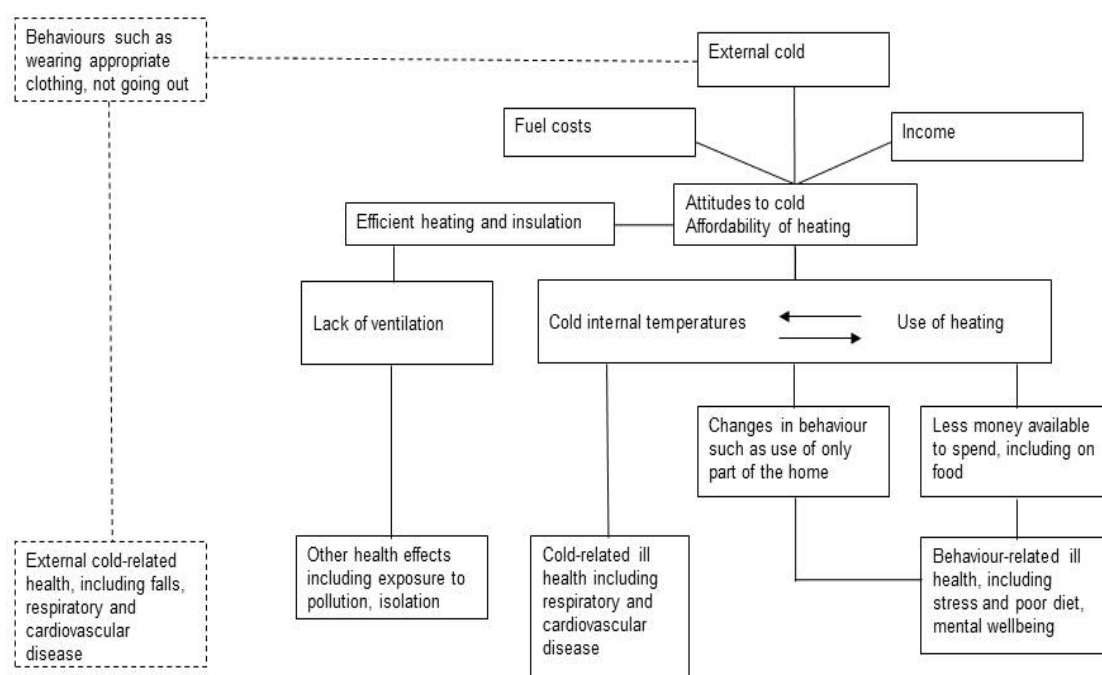 Behaviours such as
wearing appropriate
clothing, not going out
External cold
Fuel costs
Income
Attitudes to cold
Affordability of heating
Efficient heating and insulation
Lack of ventilation
Cold internal temperatures
Use of heating
Changes in behaviour
such as use of only
part of the home
Less money available
to spend, including on
food
External cold-related
health, including falls,
respiratory and
cardiovascular
disease
Other health effects
including exposure to
pollution, isolation
Cold-related ill
health including
respiratory and
cardiovascular
disease
Behaviour-related ill
health, including
stress and poor diet,
mental wellbeing